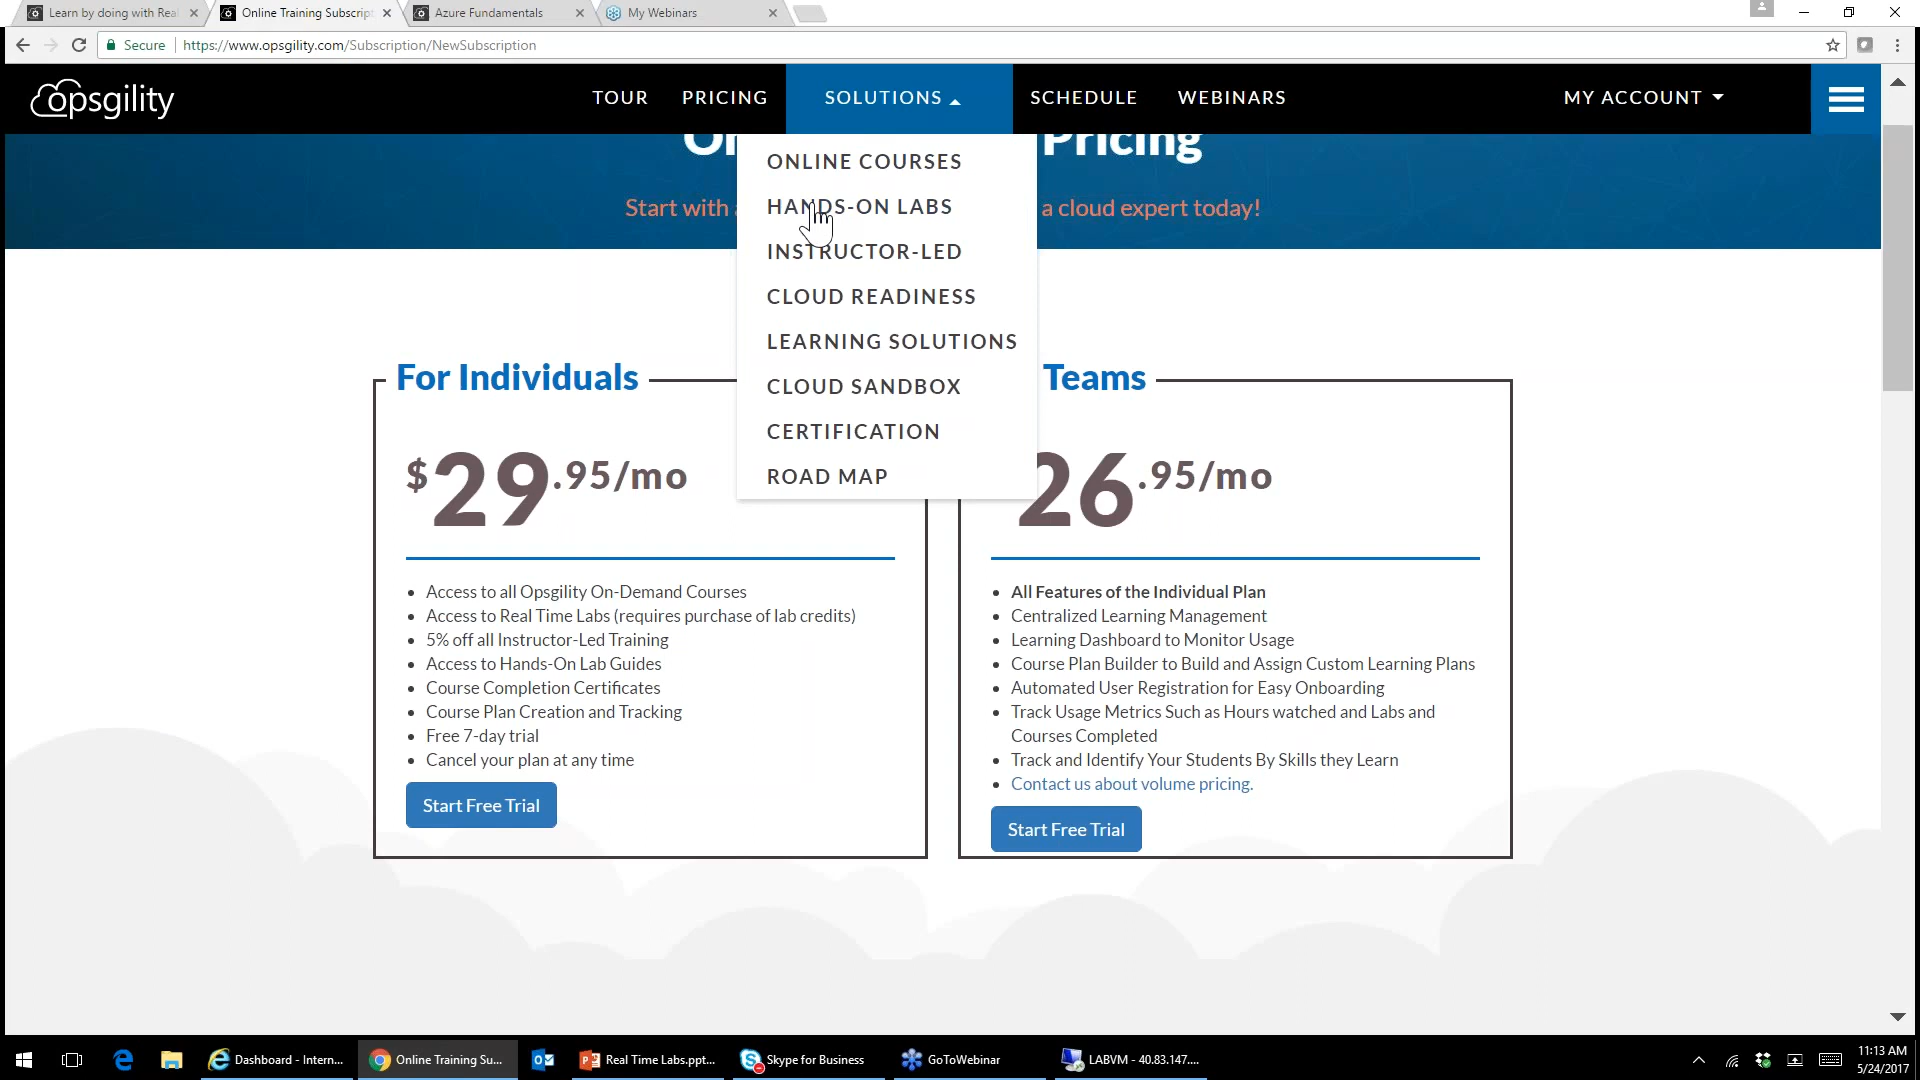 Learn by doing with Real
Online Training Subscript
Azure Fundamentals
My Webinars
Secure
https://www.opsgility.com/Subscription/NewSubscription
opsgility
TOUR
PRICING
SOLUTIONS
SCHEDULE
WEBINARS
MY ACCOUNT
Pricing
Start with
a cloud expert today!
ONLINE COURSES
HANDS-ON LABS
INSTRUCTOR-LED
CLOUD READINESS
LEARNING SOLUTIONS
CLOUD SANDBOX
CERTIFICATION
ROAD MAP
For Individuals
$29.95/mo
Access to all Opsgility On-Demand Courses
Access to Real Time Labs (requires purchase of lab credits)
5% off all Instructor-Led Training
Access to Hands-On Lab Guides
Course Completion Certificates
Course Plan Creation and Tracking
Free 7-day trial
Cancel your plan at any time
Start Free Trial
Teams
26.95/mo
All Features of the Individual Plan
Centralized Learning Management
Learning Dashboard to Monitor Usage
Course Plan Builder to Build and Assign Custom Learning Plans
Automated User Registration for Easy Onboarding
Track Usage Metrics Such as Hours watched and Labs and
Courses Completed
Track and Identify Your Students By Skills they Learn
Contact us about volume pricing.
Start Free Trial
Dashboard - Intern...
Online Training Su...
Real Time Labs.ppt...
Skype for Business
GoToWebinar
LABVM - 40.83.147....
11:13 AM
5/24/2017